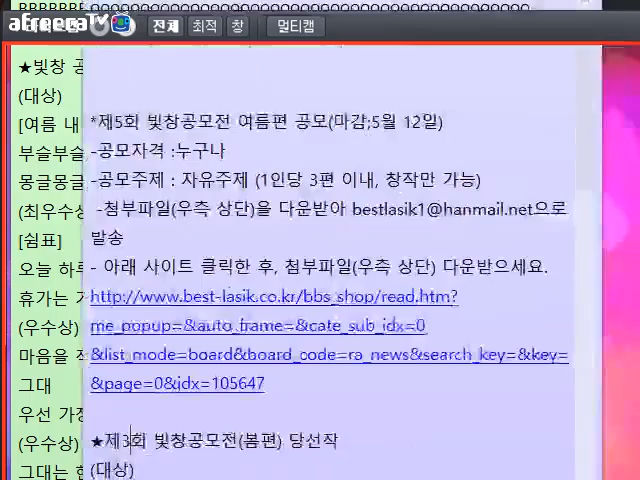 afreecaTV
전체 최적 창 멀티캠
★빛창 공
(대상)
[여름 내
부슬부슬
몽글몽글
(최우수상
[쉼표]
오늘 하루
휴가는
(우수상)
마음을
그대
우선 가
(우수상)
그대는
*제5회 빛창공모전 여름편 공모(마감;5월 12일)
-공모자격 :누구나
-공모주제 : 자유주제 (1인당 3편 이내, 창작만 가능)
-첨부파일(우측 상단)을 다운받아 bestlasik1@hanmail.net으로
발송
- 아래 사이트 클릭한 후, 첨부파일(우측 상단) 다운받으세요.
http://www.best-lasik.co.kr/bbs_shop/read.htm?
me_popup=&auto_frame=&cate_sub_idx=0
&list_mode=board&board_code=ra_news&search_key=&key=
&page=0&idx=105647
★제3회 빛창공모전(봄편) 당선작
(대상)